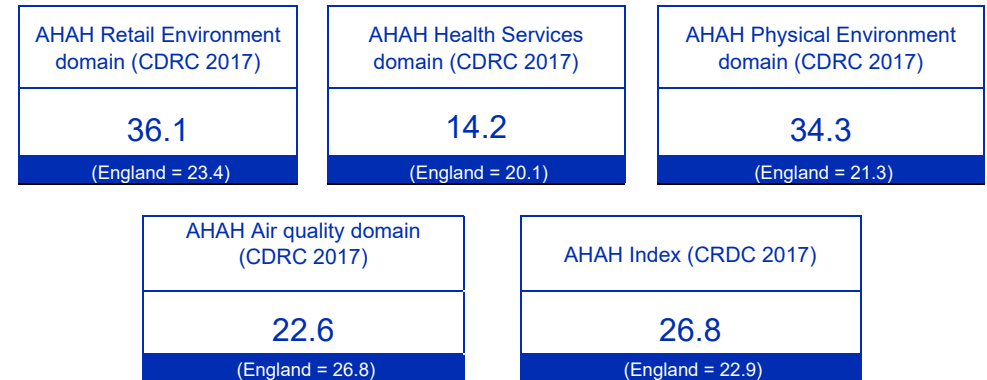 AHAH Retail Environment
domain (CDRC 2017)
36.1
(England = 23.4)
AHAH Health Services
domain (CDRC 2017)
14.2
(England = 20.1)
AHAH Physical Environment
domain (CDRC 2017)
34.3
(England = 21.3)
AHAH Air quality domain
(CDRC 2017)
22.6
(England = 26.8)
AHAH Index (CRDC 2017)
26.8
(England = 22.9)